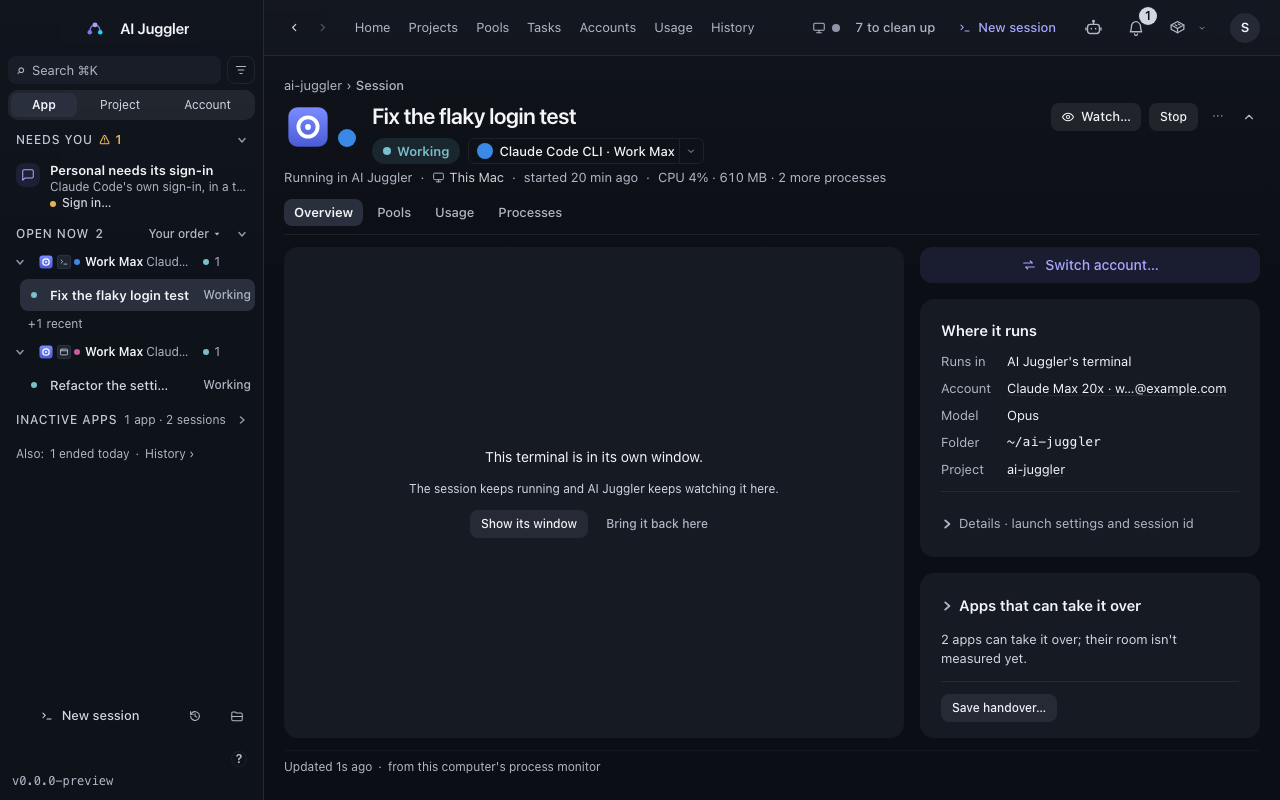 AI Juggler
Search ⌘K
App Project Account
NEEDS YOU 1
Personal needs its sign-in
Claude Code's own sign-in, in a t...
Sign in...
OPEN NOW 2 Your order
Work Max Claud... 1
Fix the flaky login test Working
+1 recent
Work Max Claud... 1
Refactor the setti... Working
INACTIVE APPS 1 app · 2 sessions
Also: 1 ended today · History ›
New session
?
v0.0.0-preview
Home Projects Pools Tasks Accounts Usage History 7 to clean up New session 1 S
ai-juggler › Session
Fix the flaky login test Watch... Stop ...
Working Claude Code CLI · Work Max
Running in AI Juggler · This Mac · started 20 min ago · CPU 4% · 610 MB · 2 more processes
Overview Pools Usage Processes
This terminal is in its own window.
The session keeps running and AI Juggler keeps watching it here.
Show its window Bring it back here
Switch account...
Where it runs
Runs in AI Juggler's terminal
Account Claude Max 20x · w...@example.com
Model Opus
Folder ~/ai-juggler
Project ai-juggler
Details · launch settings and session id
Apps that can take it over
2 apps can take it over; their room isn't
measured yet.
Save handover...
Updated 1s ago · from this computer's process monitor